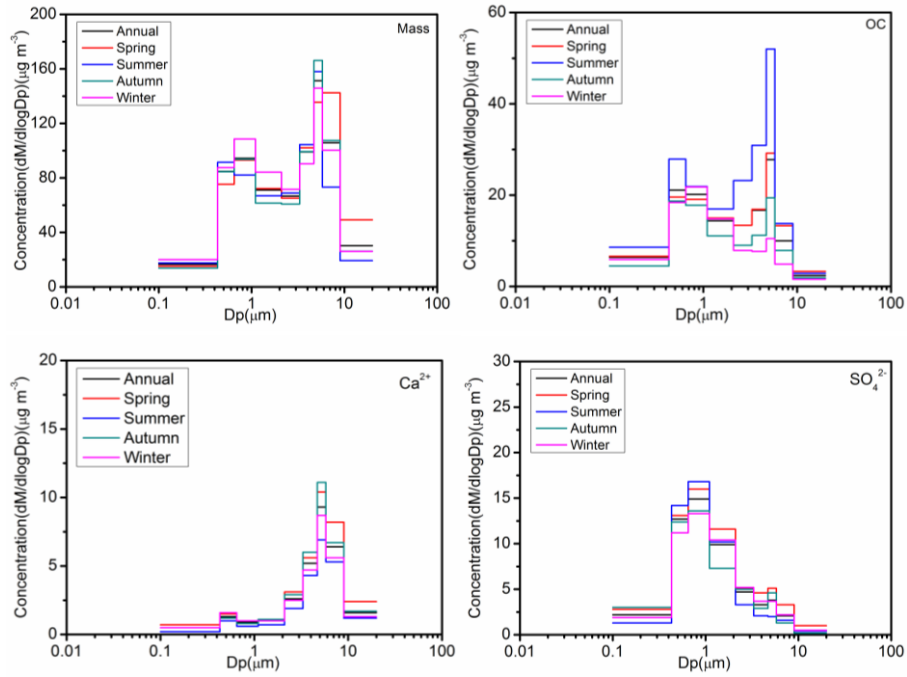 Mass
Annual
Spring
Summer
Autumn
Winter
Concentration(dM/dlogDp)(μg m⁻³)
200
160
120
80
40
0
0.01 0.1 1 10 100
Dp(μm)
OC
Annual
Spring
Summer
Autumn
Winter
Concentration(dM/dlogDp)(μg m⁻³)
60
40
20
0
0.01 0.1 1 10 100
Dp(μm)
Ca²⁺
Annual
Spring
Summer
Autumn
Winter
Concentration(dM/dlogDp)(μg m⁻³)
20
15
10
5
0
0.01 0.1 1 10 100
Dp(μm)
SO₄²⁻
Annual
Spring
Summer
Autumn
Winter
Concentration(dM/dlogDp)(μg m⁻³)
30
25
20
15
10
5
0
0.01 0.1 1 10 100
Dp(μm)